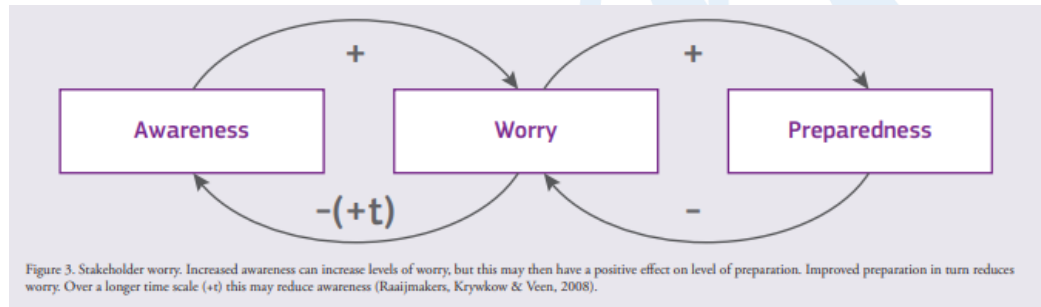 + +
Awareness Worry Preparedness
-(+t) -
Figure 3. Stakeholder worry. Increased awareness can increase levels of worry, but this may then have a positive effect on level of preparation. Improved preparation in turn reduces
worry. Over a longer time scale (+t) this may reduce awareness (Raaijmakers, Krywkow & Veen, 2008).